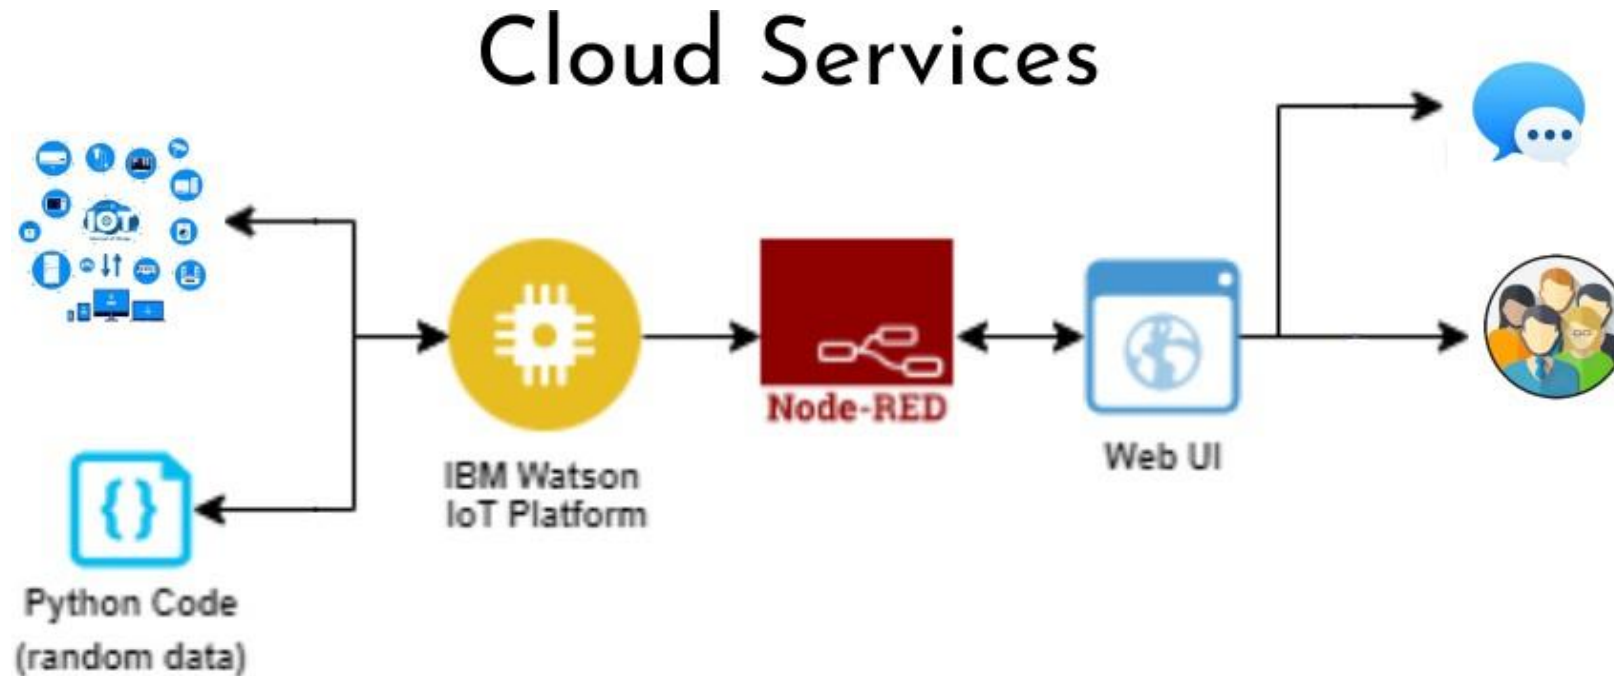 Cloud Services
IOT
Node-RED
IBM Watson
IoT Platform
Web UI
Python Code
(random data)